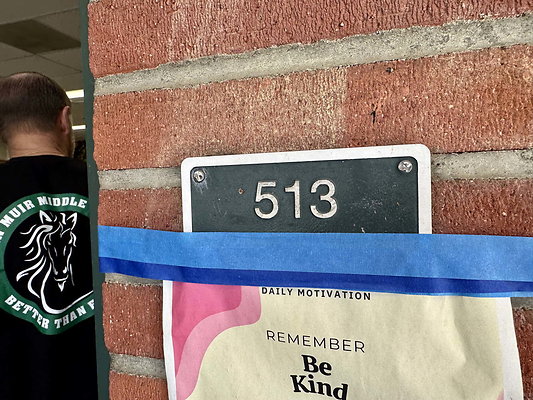 N MUIR MIDDLE
BETTER THAN
513
DAILY MOTIVATION
REMEMBER
Be
Kind